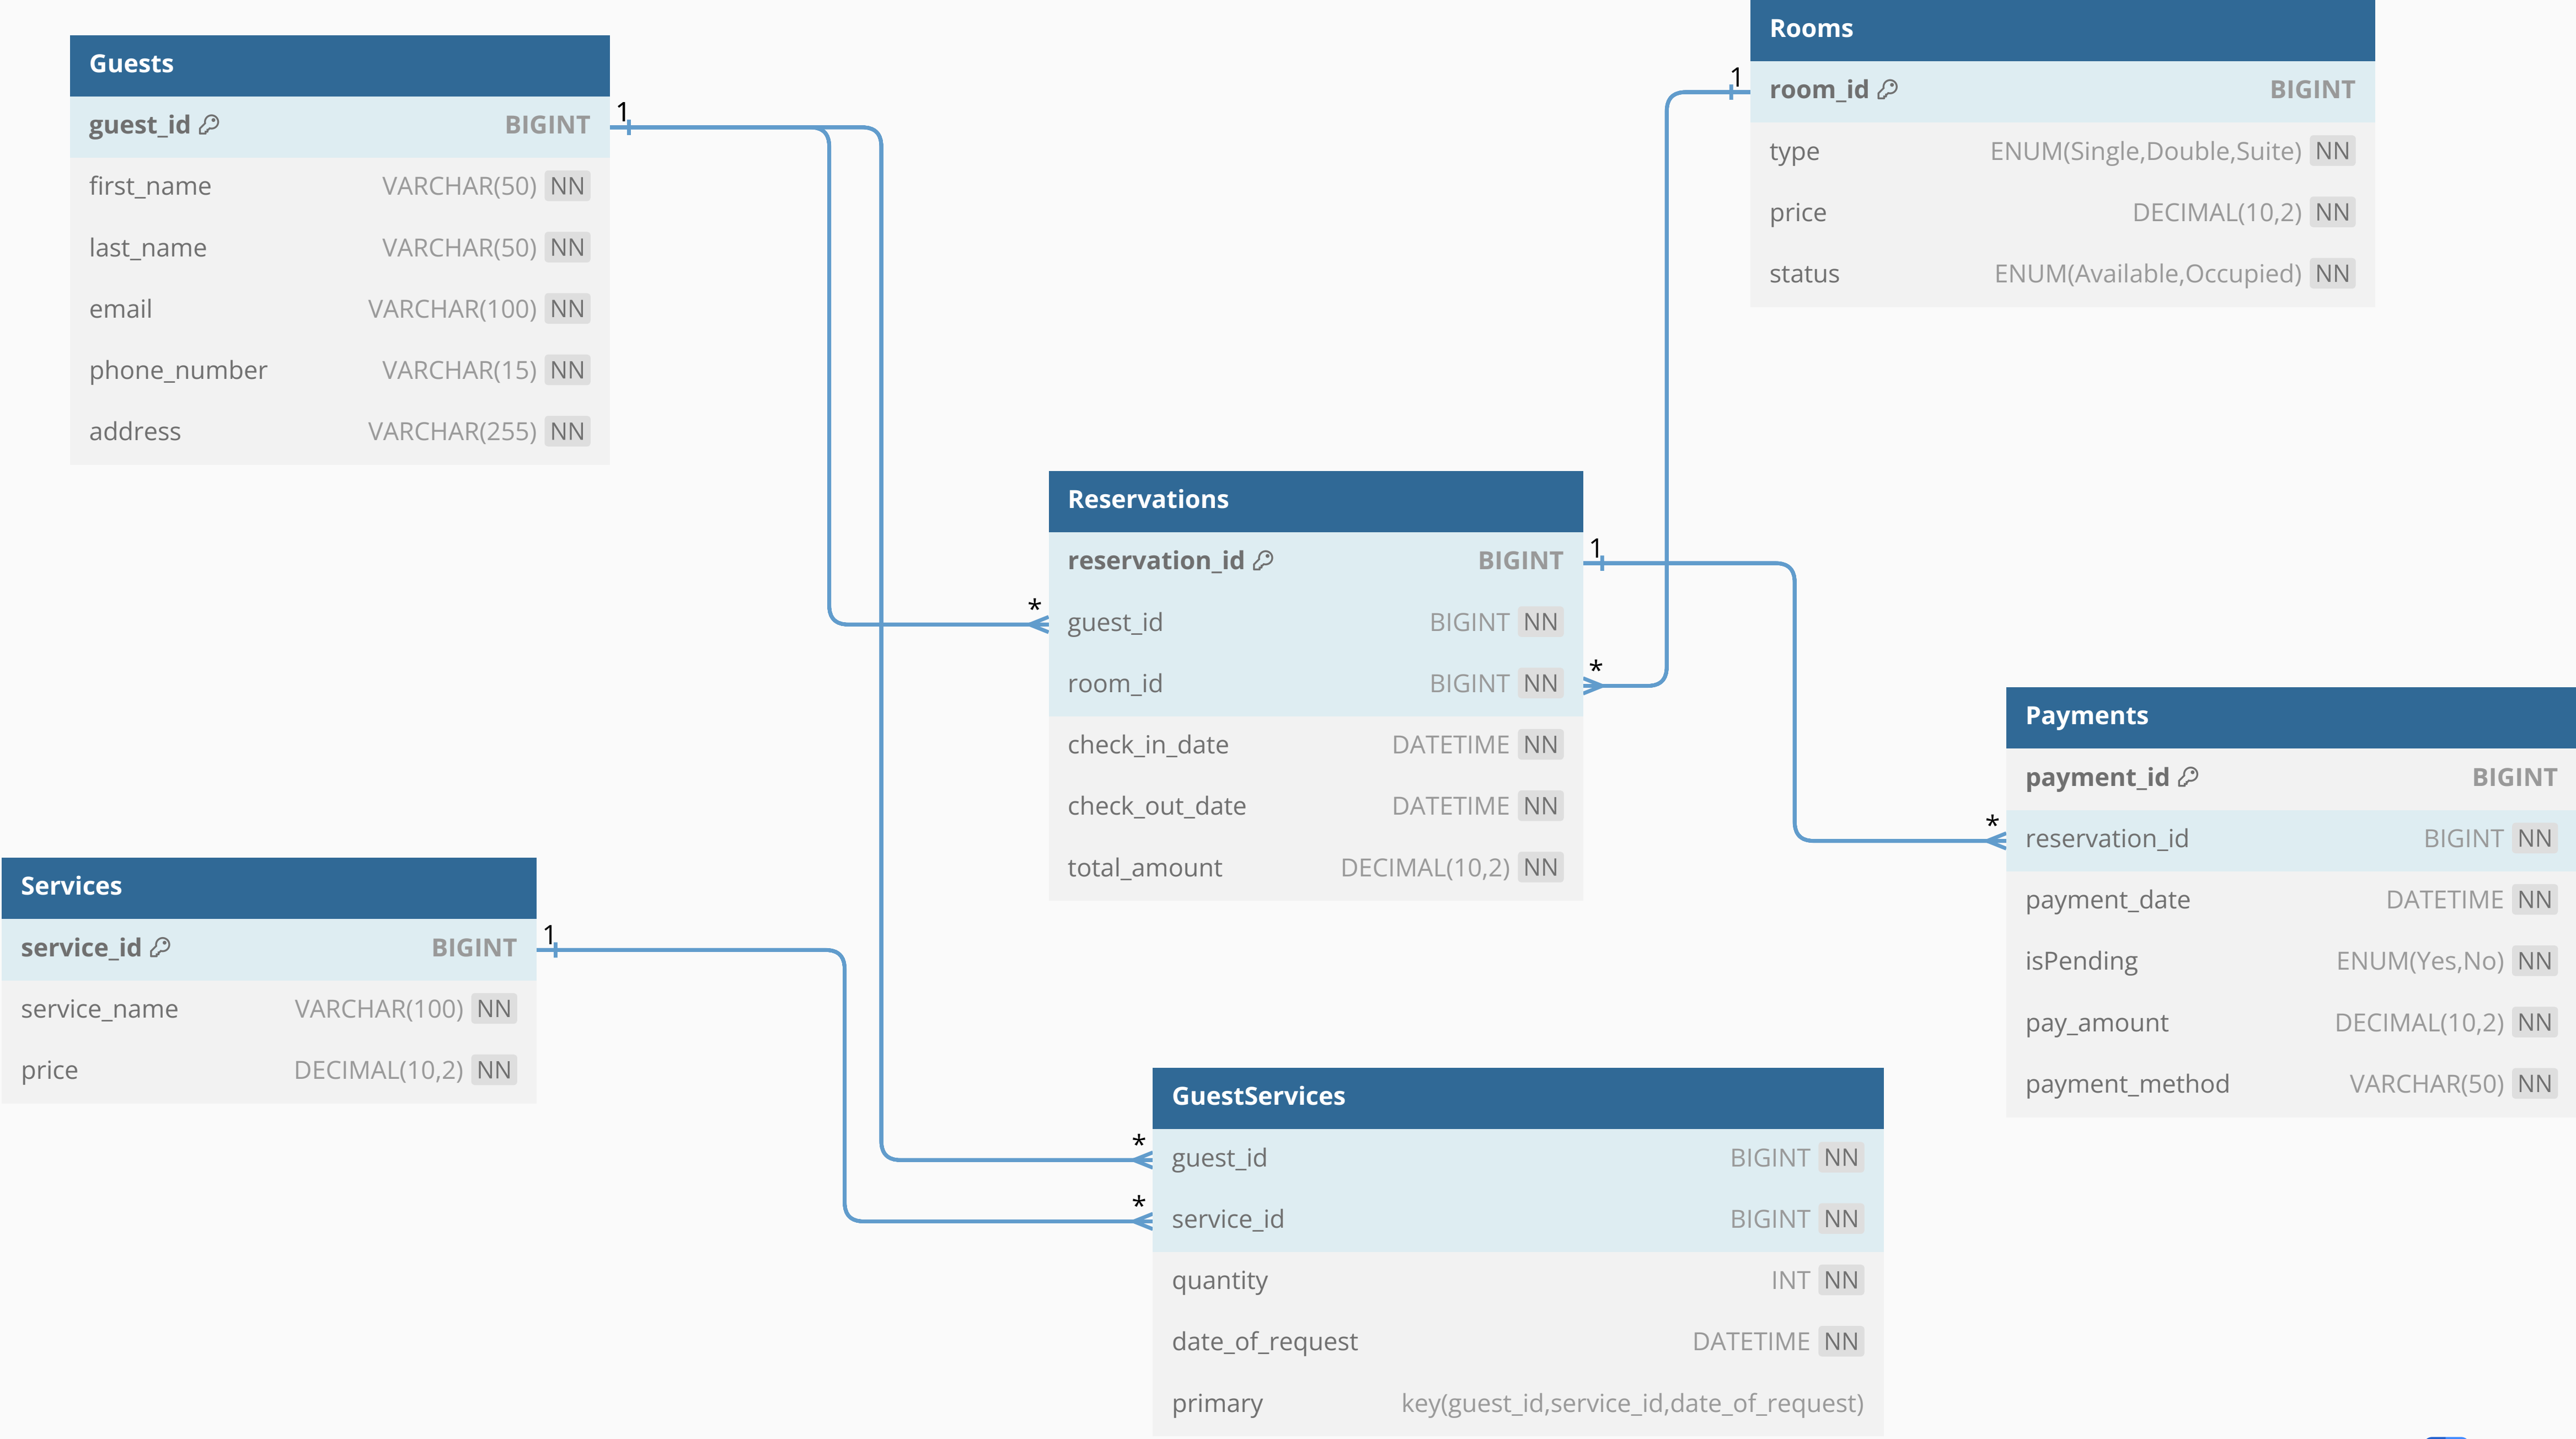 Guests
guest_id BIGINT
first_name VARCHAR(50) NN
last_name VARCHAR(50) NN
email VARCHAR(100) NN
phone_number VARCHAR(15) NN
address VARCHAR(255) NN
1
Rooms
1
room_id BIGINT
type ENUM(Single,Double,Suite) NN
price DECIMAL(10,2) NN
status ENUM(Available,Occupied) NN
Reservations
reservation_id BIGINT
1
*
guest_id BIGINT NN
room_id BIGINT NN
*
check_in_date DATETIME NN
check_out_date DATETIME NN
total_amount DECIMAL(10,2) NN
Payments
payment_id BIGINT
*
reservation_id BIGINT NN
payment_date DATETIME NN
isPending ENUM(Yes,No) NN
pay_amount DECIMAL(10,2) NN
payment_method VARCHAR(50) NN
Services
service_id BIGINT
1
service_name VARCHAR(100) NN
price DECIMAL(10,2) NN
GuestServices
*
guest_id BIGINT NN
*
service_id BIGINT NN
quantity INT NN
date_of_request DATETIME NN
primary key(guest_id,service_id,date_of_request)